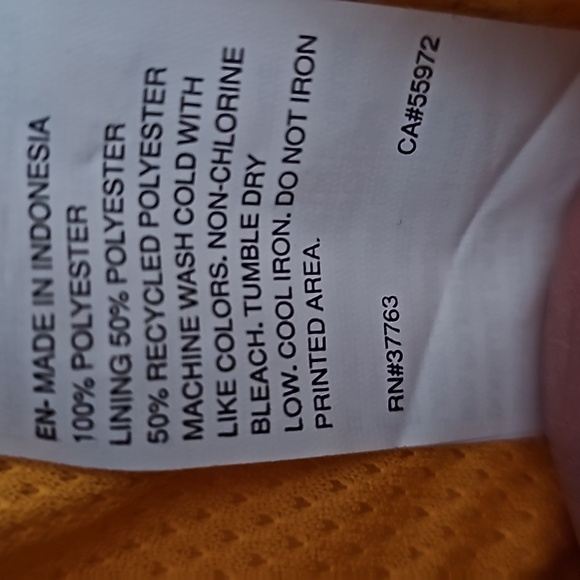 EN- MADE IN INDONESIA
100% POLYESTER
LINING 50% POLYESTER
50% RECYCLED POLYESTER
MACHINE WASH COLD WITH
LIKE COLORS. NON-CHLORINE
BLEACH. TUMBLE DRY
LOW. COOL IRON. DO NOT IRON
PRINTED AREA.
RN#37763 CA#55972